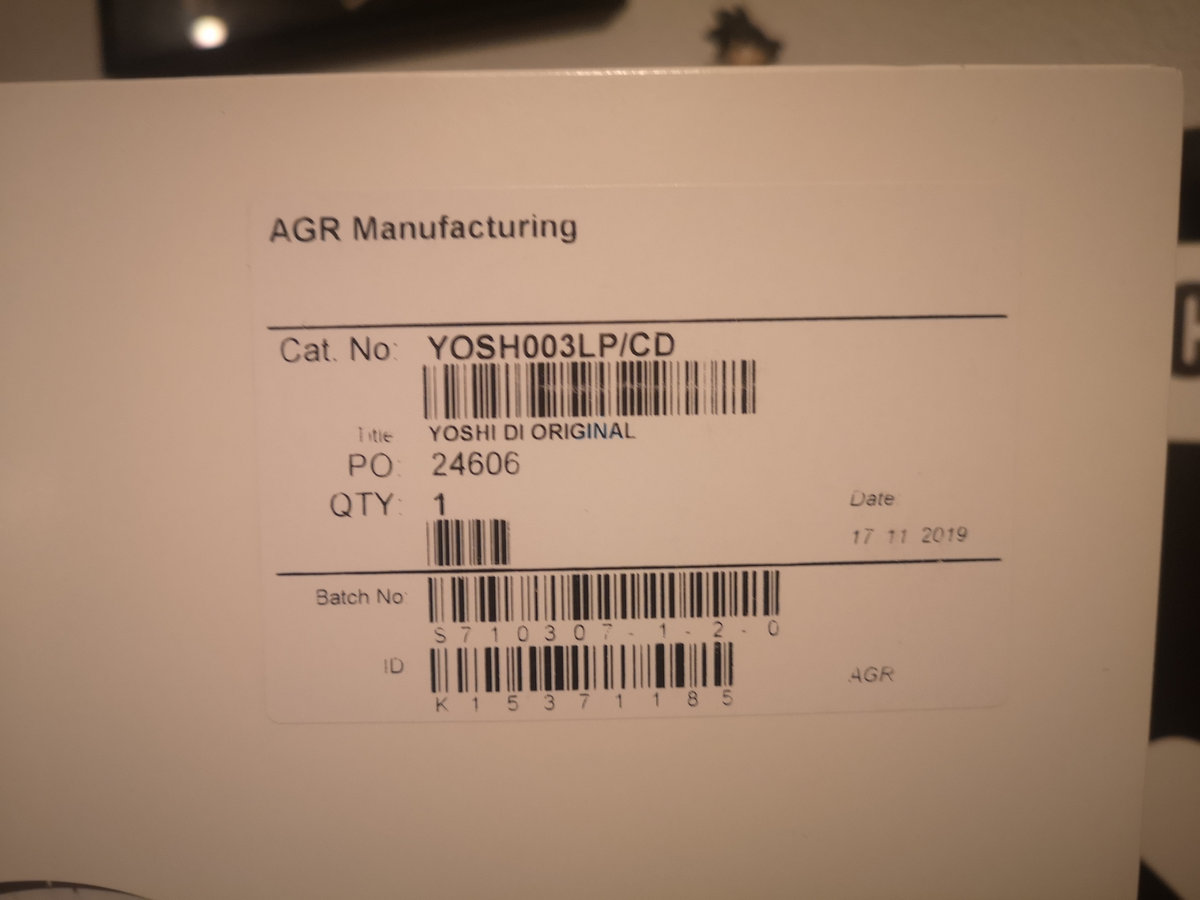 AGR Manufacturing
Cat. No: YOSH003LP/CD
Title YOSHI DI ORIGINAL
PO: 24606
QTY: 1
Date:
17 11 2019
Batch No:
S710307-1-2-0
ID
K15371185
AGR